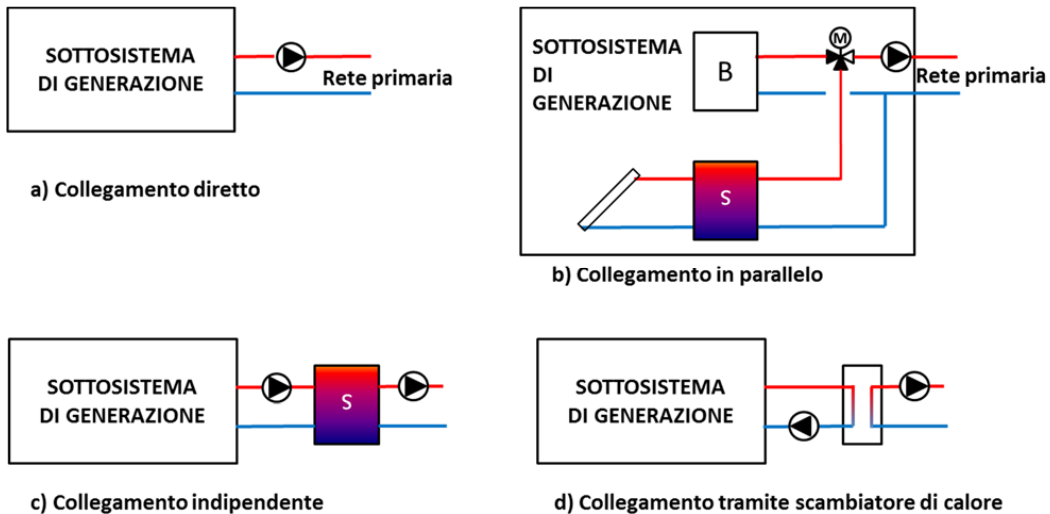 SOTTOSISTEMA
DI GENERAZIONE
Rete primaria
a) Collegamento diretto
SOTTOSISTEMA
DI
GENERAZIONE
B
M
Rete primaria
S
b) Collegamento in parallelo
SOTTOSISTEMA
DI GENERAZIONE
S
c) Collegamento indipendente
SOTTOSISTEMA
DI GENERAZIONE
d) Collegamento tramite scambiatore di calore